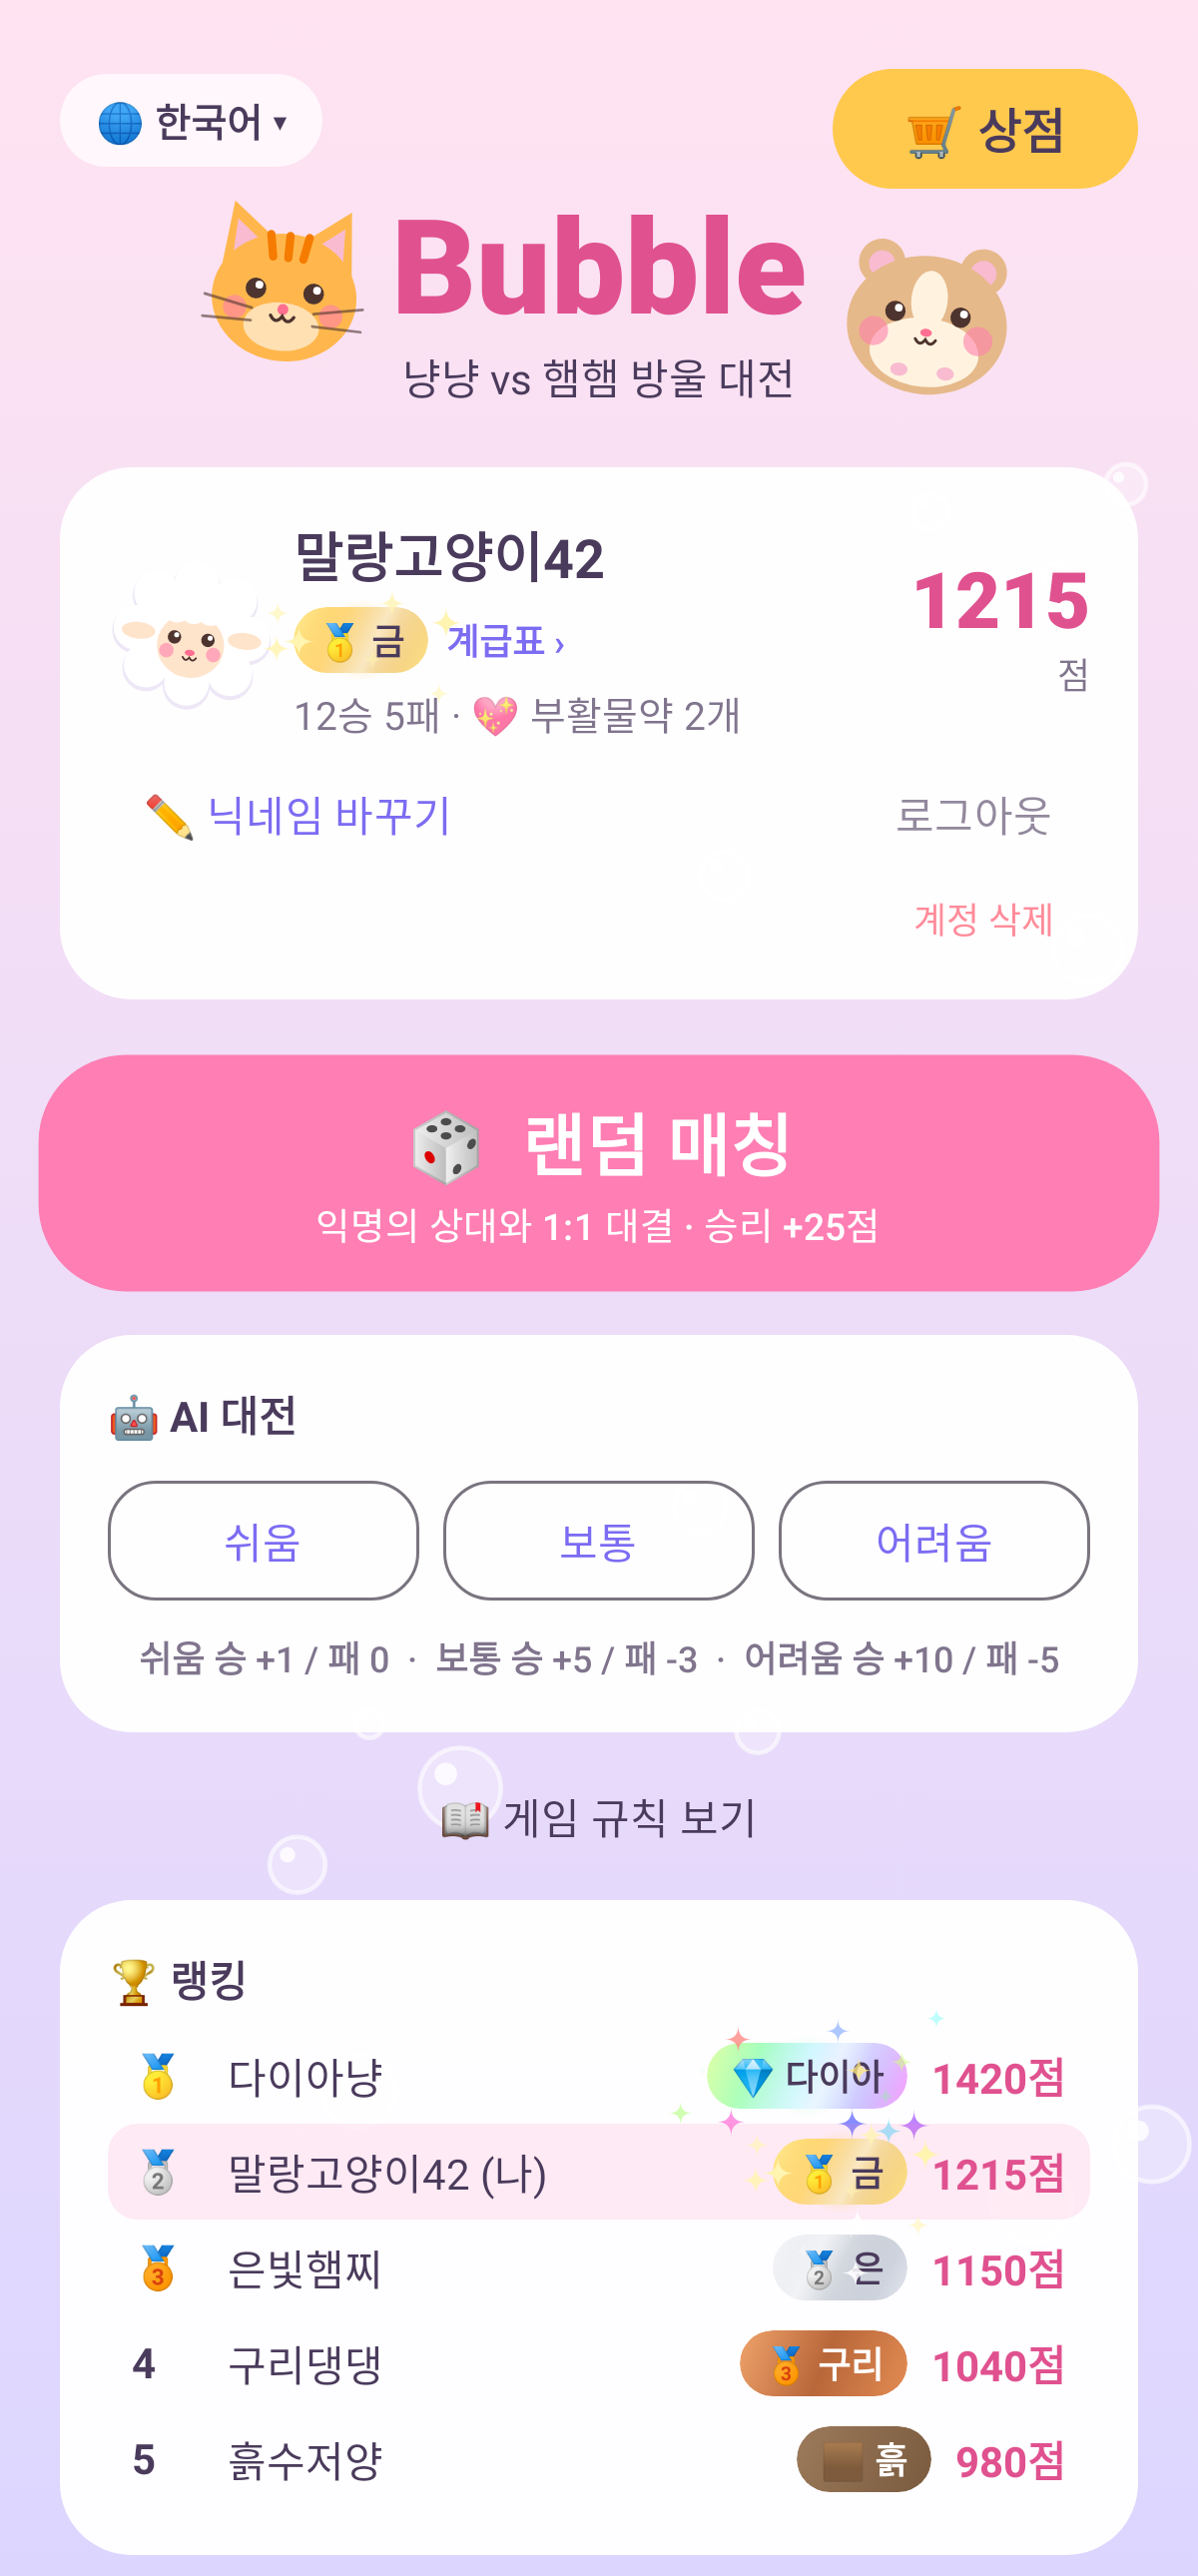 🌐 한국어 ▾
🛒 상점
Bubble
냥냥 vs 햄햄 방울 대전
말랑고양이42
🥇 금 계급표 ›
12승 5패 · 💖 부활물약 2개
1215
점
✏️ 닉네임 바꾸기
로그아웃
계정 삭제
🎲 랜덤 매칭
익명의 상대와 1:1 대결 · 승리 +25점
🤖 AI 대전
쉬움 보통 어려움
쉬움 승 +1 / 패 0 · 보통 승 +5 / 패 -3 · 어려움 승 +10 / 패 -5
📖 게임 규칙 보기
🏆 랭킹
🥇 다이아냥 💎 다이아 1420점
🥈 말랑고양이42 (나) 🥇 금 1215점
🥉 은빛햄찌 🥈 은 1150점
4 구리댕댕 🥉 구리 1040점
5 흙수저양 🟫 흙 980점